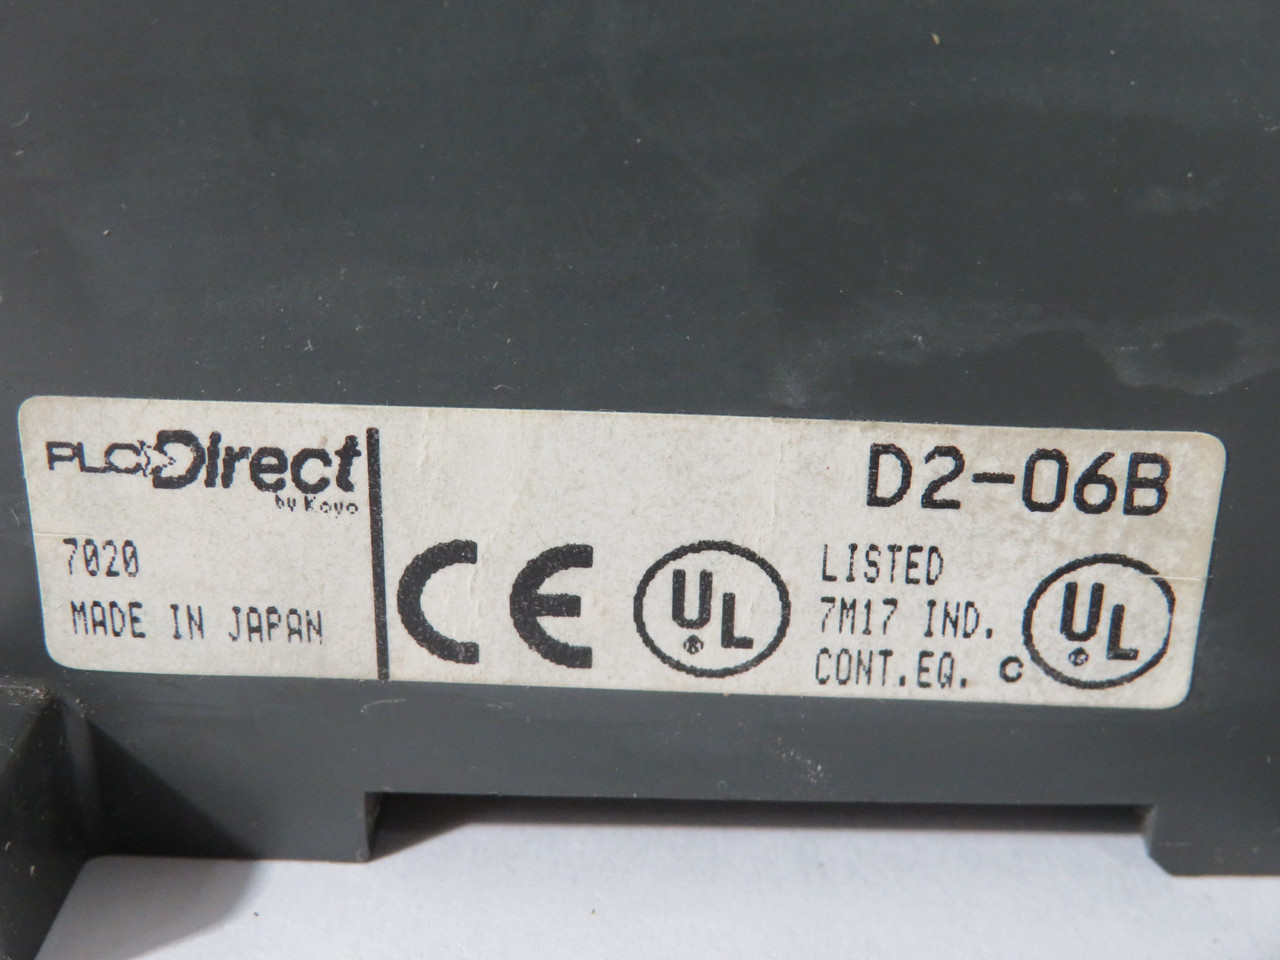 PLCDirect
by Koyo
7020
MADE IN JAPAN
CE
D2-06B
UL
®
LISTED
7M17 IND.
CONT.EQ.
C
UL
®